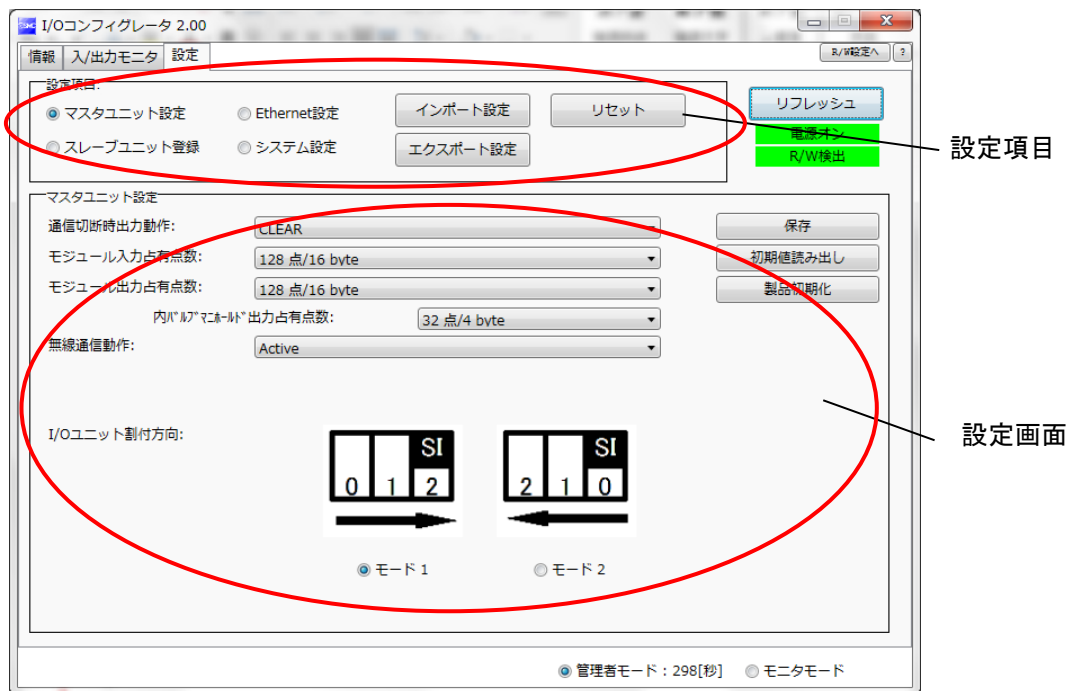 I/Oコンフィグレータ 2.00
情報 入/出力モニタ 設定 R/W設定へ ?
設定項目:
マスタユニット設定 Ethernet設定 インポート設定 リセット リフレッシュ
スレーブユニット登録 システム設定 エクスポート設定
電源オン
R/W検出
設定項目
マスタユニット設定
通信切断時出力動作: CLEAR 保存
モジュール入力占有点数: 128 点/16 byte 初期値読み出し
モジュール出力占有点数: 128 点/16 byte 製品初期化
内バルブマニホールド出力占有点数: 32 点/4 byte
無線通信動作: Active
設定画面
I/Oユニット割付方向:
SI SI
0 1 2 2 1 0
モード 1 モード 2
管理者モード : 298[秒] モニタモード